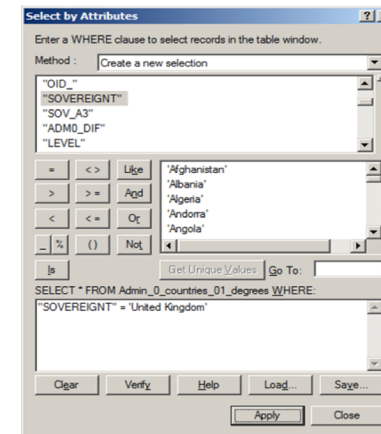 Select by Attributes
Enter a WHERE clause to select records in the table window.
Method : Create a new selection
"OID_"
"SOVEREIGNT"
"SOV_A3"
"ADM0_DIF"
"LEVEL"
= <> Like
> >= And
< <= Or
_ % () Not
Is
'Afghanistan'
'Albania'
'Algeria'
'Andorra'
'Angola'
Get Unique Values Go To:
SELECT * FROM Admin_0_countries_01_degrees WHERE:
"SOVEREIGNT" = 'United Kingdom'
Clear Verify Help Load... Save...
Apply Close